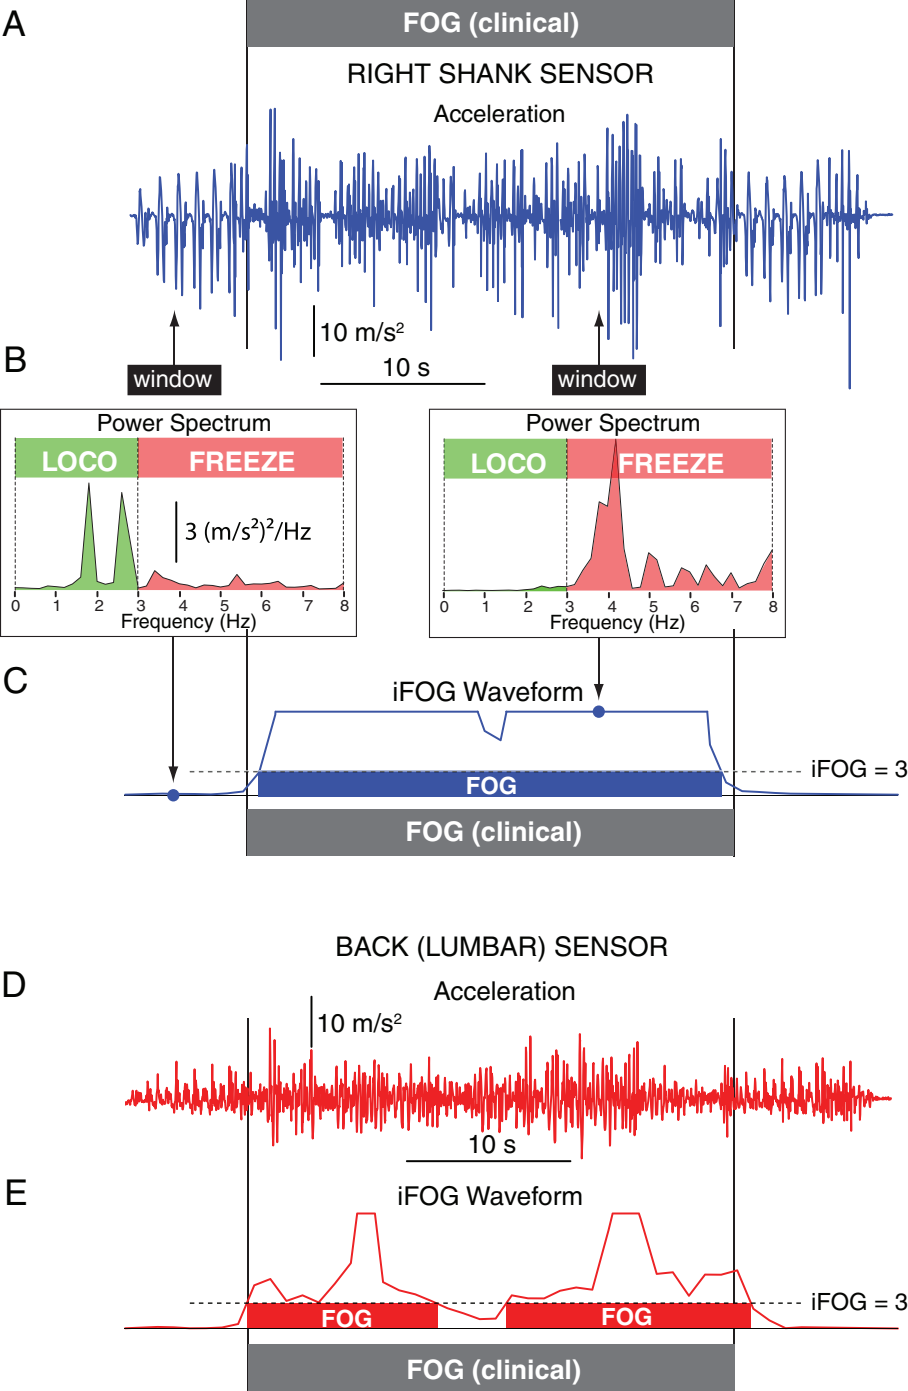 A
FOG (clinical)
RIGHT SHANK SENSOR
Acceleration
10 m/s²
10 s
B
window
window
Power Spectrum
LOCO
FREEZE
3 (m/s²)²/Hz
0 1 2 3 4 5 6 7 8
Frequency (Hz)
Power Spectrum
LOCO
FREEZE
0 1 2 3 4 5 6 7 8
Frequency (Hz)
C
iFOG Waveform
iFOG = 3
FOG
FOG (clinical)
BACK (LUMBAR) SENSOR
D
Acceleration
10 m/s²
10 s
E
iFOG Waveform
iFOG = 3
FOG
FOG
FOG (clinical)